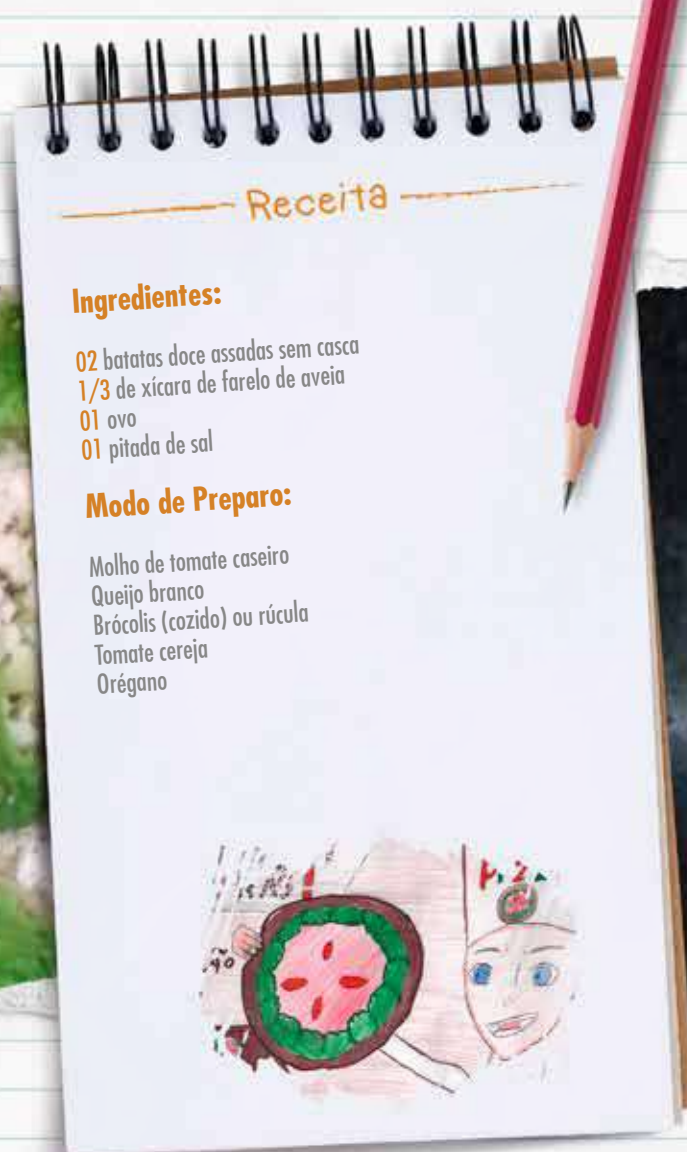 Receita
Ingredientes:
02 batatas doce assadas sem casca
1/3 de xícara de farelo de aveia
01 ovo
01 pitada de sal
Modo de Preparo:
Molho de tomate caseiro
Queijo branco
Brócolis (cozido) ou rúcula
Tomate cereja
Orégano